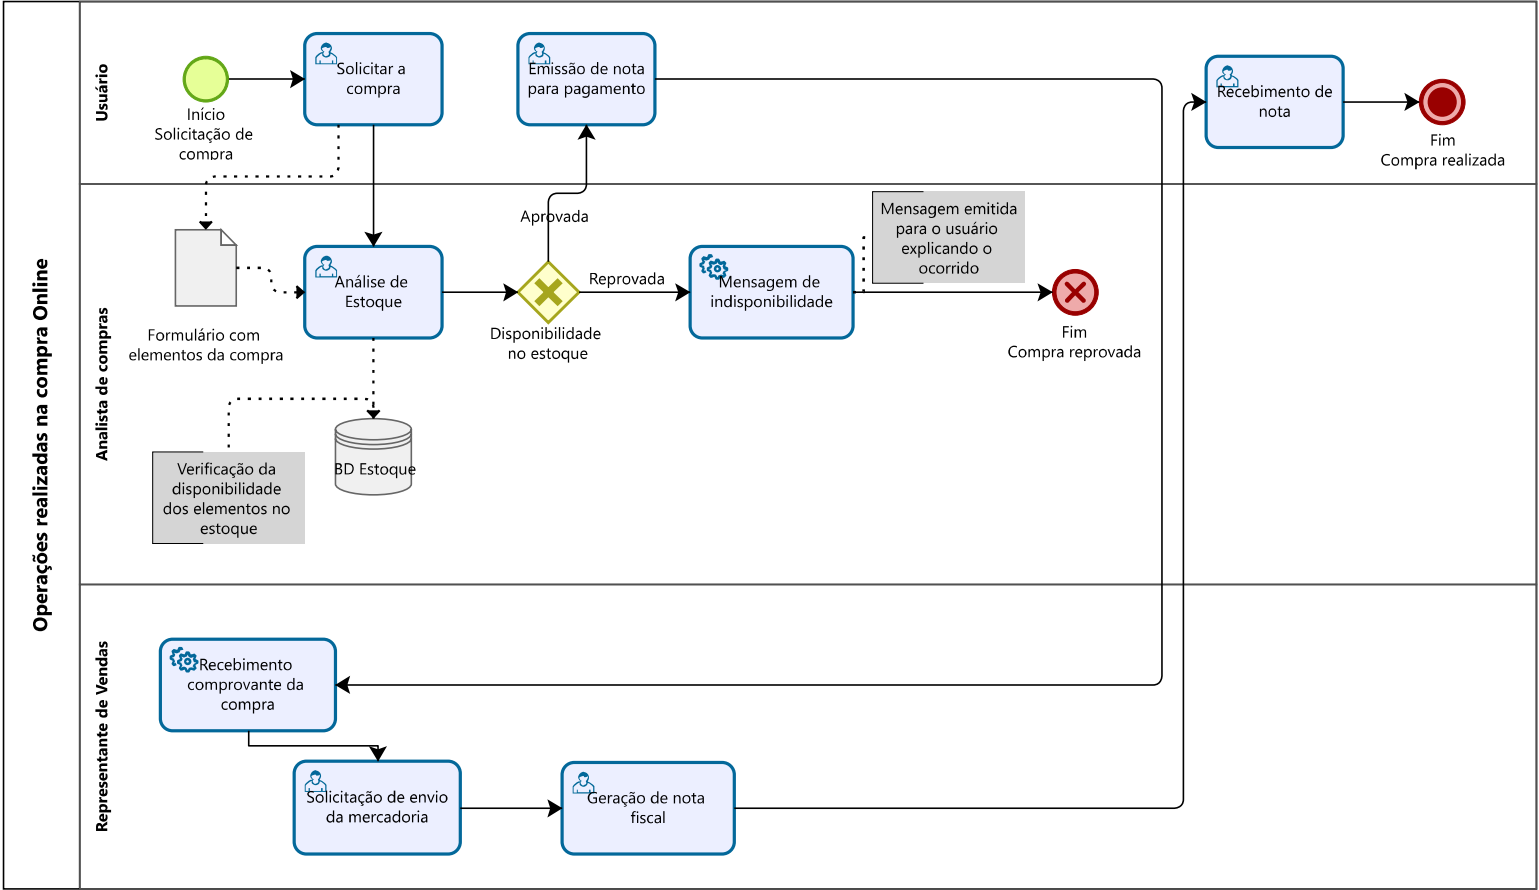 Operações realizadas na compra Online
Usuário
Início
Solicitação de
compra
Solicitar a
compra
Emissão de nota
para pagamento
Recebimento de
nota
Fim
Compra realizada
Analista de compras
Formulário com
elementos da compra
Análise de
Estoque
Aprovada
Reprovada
Disponibilidade
no estoque
Mensagem de
indisponibilidade
Mensagem emitida
para o usuário
explicando o
ocorrido
Fim
Compra reprovada
Verificação da
disponibilidade
dos elementos no
estoque
BD Estoque
Representante de Vendas
Recebimento
comprovante da
compra
Solicitação de envio
da mercadoria
Geração de nota
fiscal